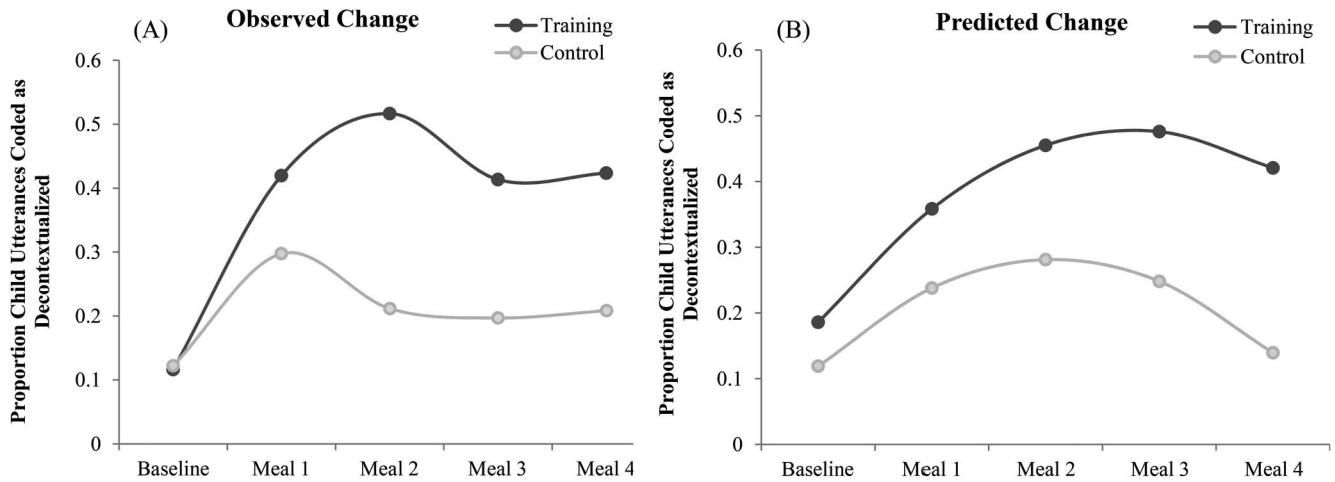 (A)
Observed Change
Training
Control
Proportion Child Utterances Coded as
Decontextualized
0.6
0.5
0.4
0.3
0.2
0.1
0
Baseline
Meal 1
Meal 2
Meal 3
Meal 4
(B)
Predicted Change
Training
Control
Proportion Child Utteranecs Coded as
Decontextualized
0.6
0.5
0.4
0.3
0.2
0.1
0
Baseline
Meal 1
Meal 2
Meal 3
Meal 4